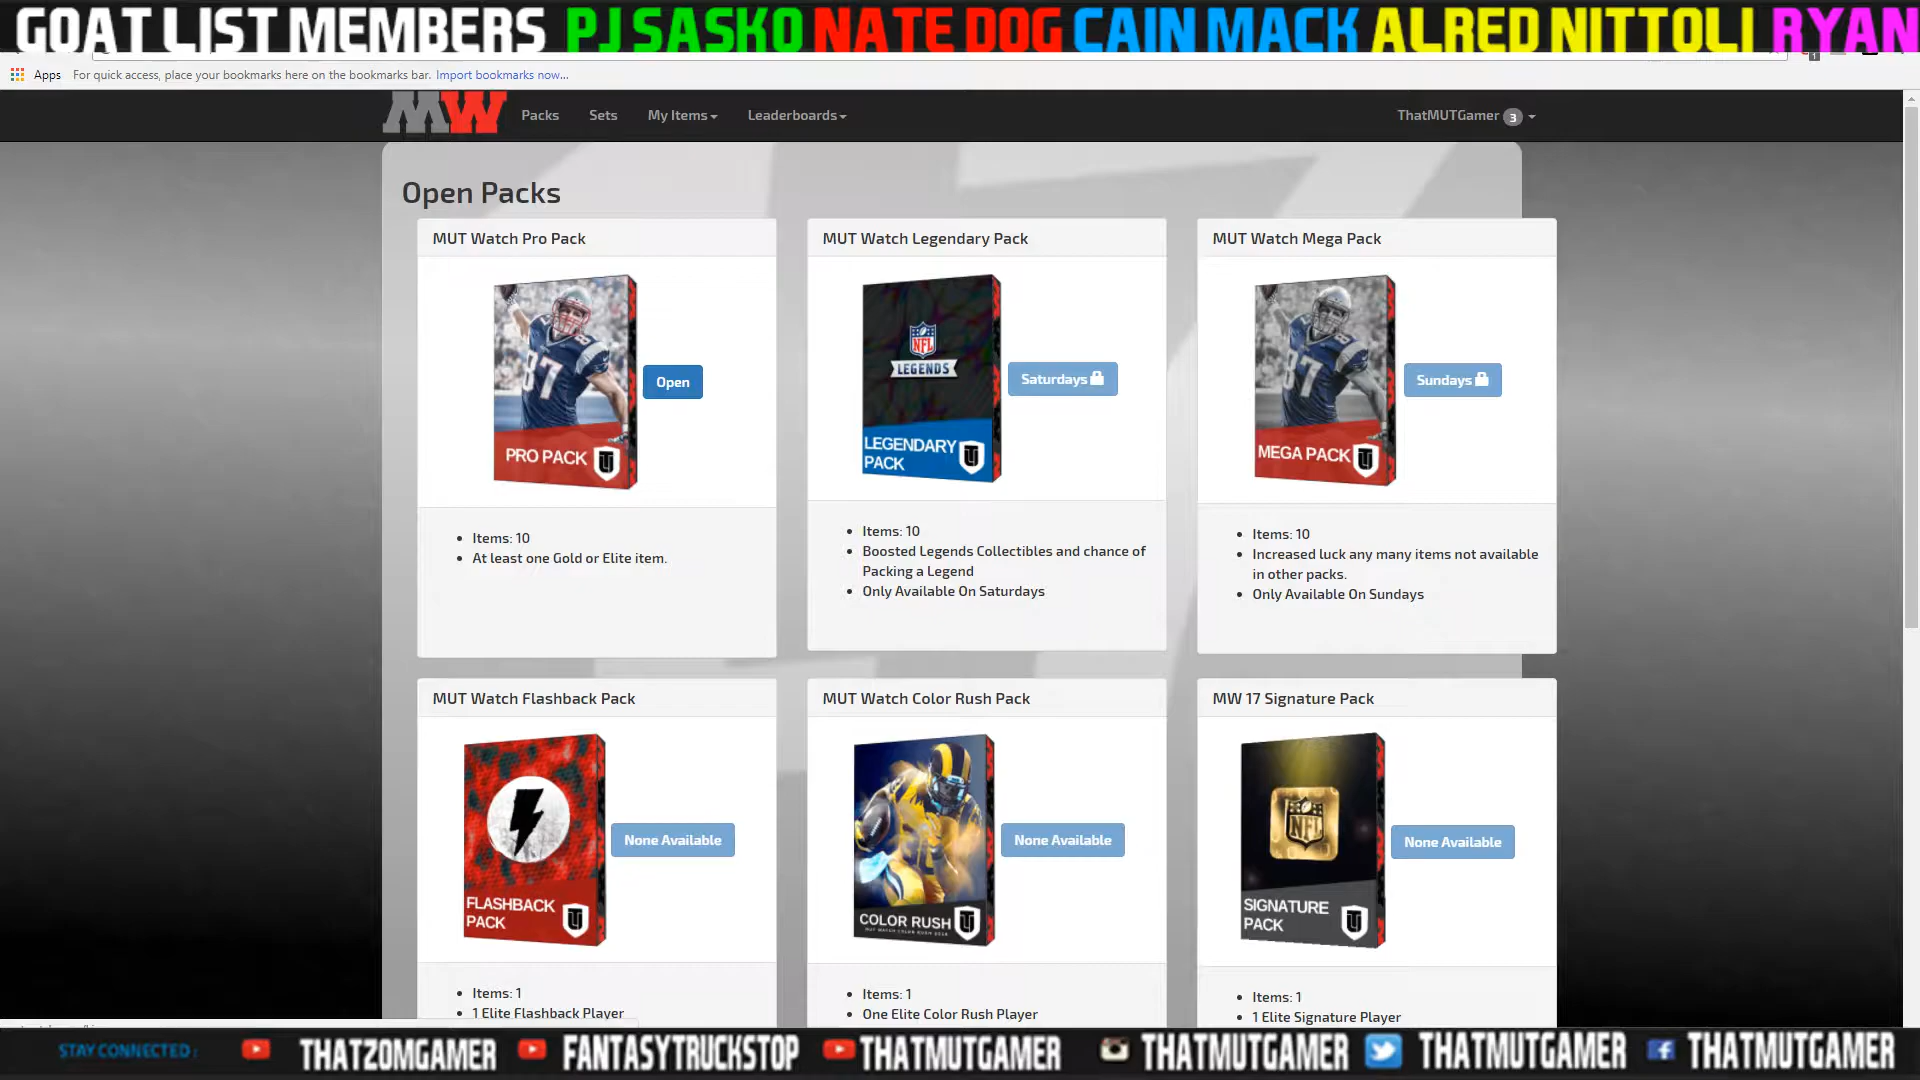 GOAT LIST MEMBERS PJ SASKO NATE DOG CAIN MACK ALRED NITTOLI RYAN
Apps For quick access, place your bookmarks here on the bookmarks bar. Import bookmarks now...
MW Packs Sets My Items Leaderboards ThatMUTGamer 3
Open Packs
MUT Watch Pro Pack
87
PRO PACK
Open
Items: 10
At least one Gold or Elite item.
MUT Watch Legendary Pack
NFL
LEGENDS
LEGENDARY
PACK
Saturdays
Items: 10
Boosted Legends Collectibles and chance of
Packing a Legend
Only Available On Saturdays
MUT Watch Mega Pack
87
MEGA PACK
Sundays
Items: 10
Increased luck any many items not available
in other packs.
Only Available On Sundays
MUT Watch Flashback Pack
FLASHBACK
PACK
None Available
Items: 1
1 Elite Flashback Player
MUT Watch Color Rush Pack
COLOR RUSH
None Available
Items: 1
One Elite Color Rush Player
MW 17 Signature Pack
NFL
SIGNATURE
PACK
None Available
Items: 1
1 Elite Signature Player
STAY CONNECTED: THATZOMGAMER FANTASYTRUCKSTOP THATMUTGAMER THATMUTGAMER THATMUTGAMER THATMUTGAMER